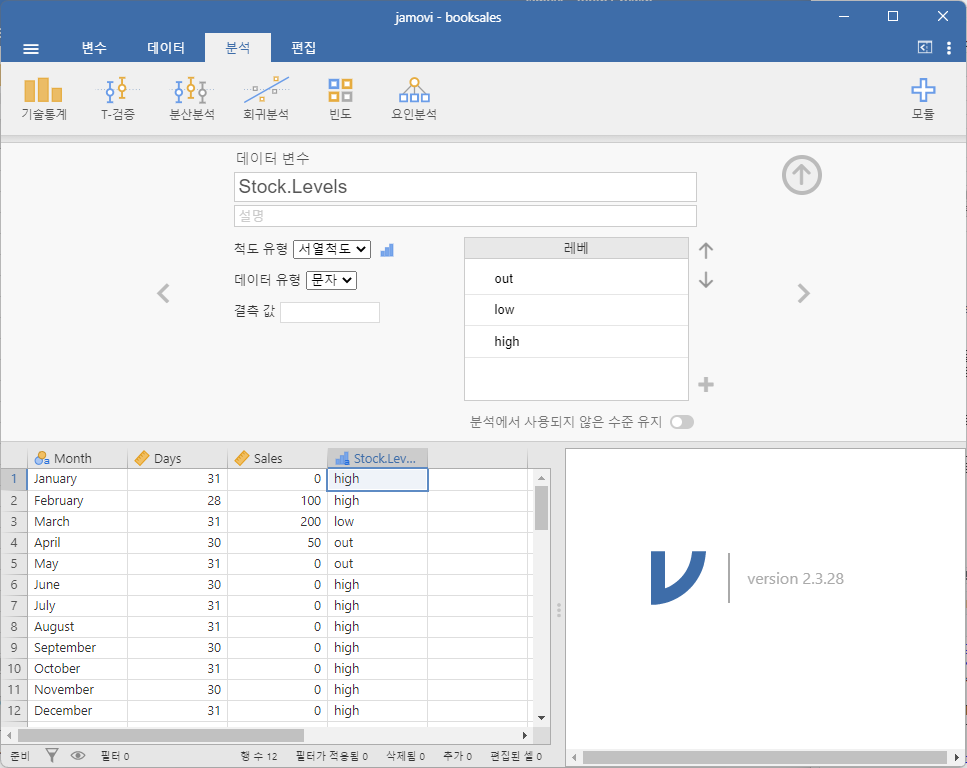 jamovi - booksales
변수 데이터 분석 편집
기술통계 T-검증 분산분석 회귀분석 빈도 요인분석 모듈
데이터 변수
Stock.Levels
설명
척도 유형 서열척도
데이터 유형 문자
결측 값
레베
out
low
high
분석에서 사용되지 않은 수준 유지
Month Days Sales Stock.Lev...
1 January 31 0 high
2 February 28 100 high
3 March 31 200 low
4 April 30 50 out
5 May 31 0 out
6 June 30 0 high
7 July 31 0 high
8 August 31 0 high
9 September 30 0 high
10 October 31 0 high
11 November 30 0 high
12 December 31 0 high
version 2.3.28
준비 필터 0 행 수 12 필터가 적용됨 0 삭제됨 0 추가 0 편집된 셀 0